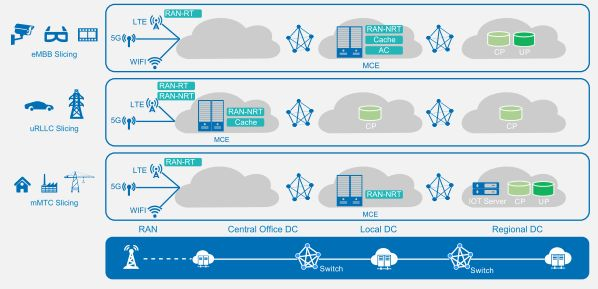 RAN-RT
LTE
5G
WIFI
RAN-NRT
Cache
AC
MCE
CP
UP
eMBB Slicing
RAN-RT
RAN-NRT
LTE
5G
RAN-NRT
Cache
MCE
CP
CP
uRLLC Slicing
RAN-RT
LTE
5G
WIFI
RAN-NRT
MCE
IOT Server
CP
UP
mMTC Slicing
RAN
Central Office DC
Local DC
Regional DC
Switch
Switch